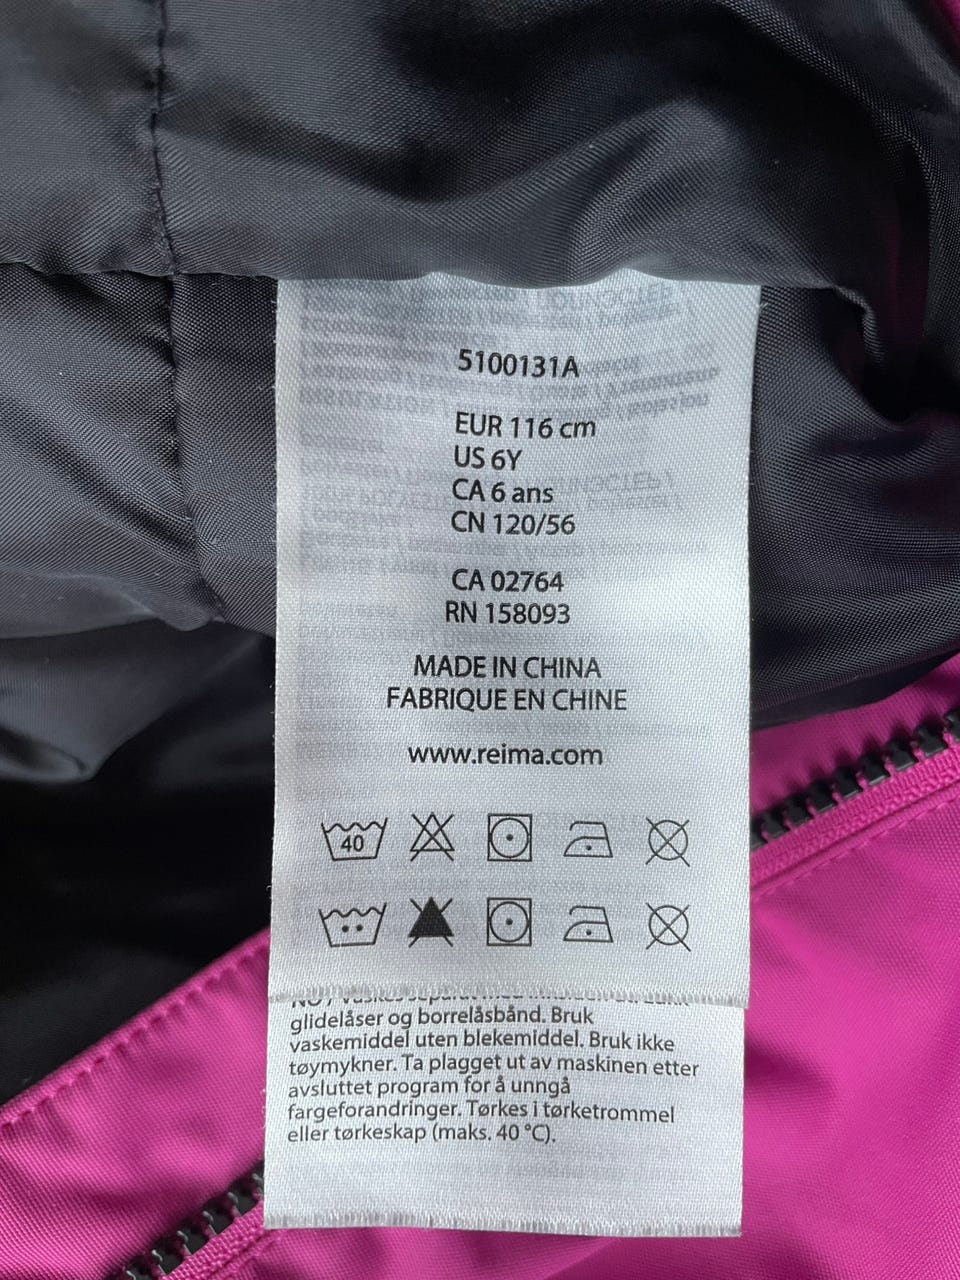 5100131A
EUR 116 cm
US 6Y
CA 6 ans
CN 120/56
CA 02764
RN 158093
MADE IN CHINA
FABRIQUE EN CHINE
www.reima.com
40
glidelåser og borrelåsbånd. Bruk
vaskemiddel uten blekemiddel. Bruk ikke
tøymykner. Ta plagget ut av maskinen etter
avsluttet program for å unngå
fargeforandringer. Tørkes i tørketrommel
eller tørkeskap (maks. 40 °C).